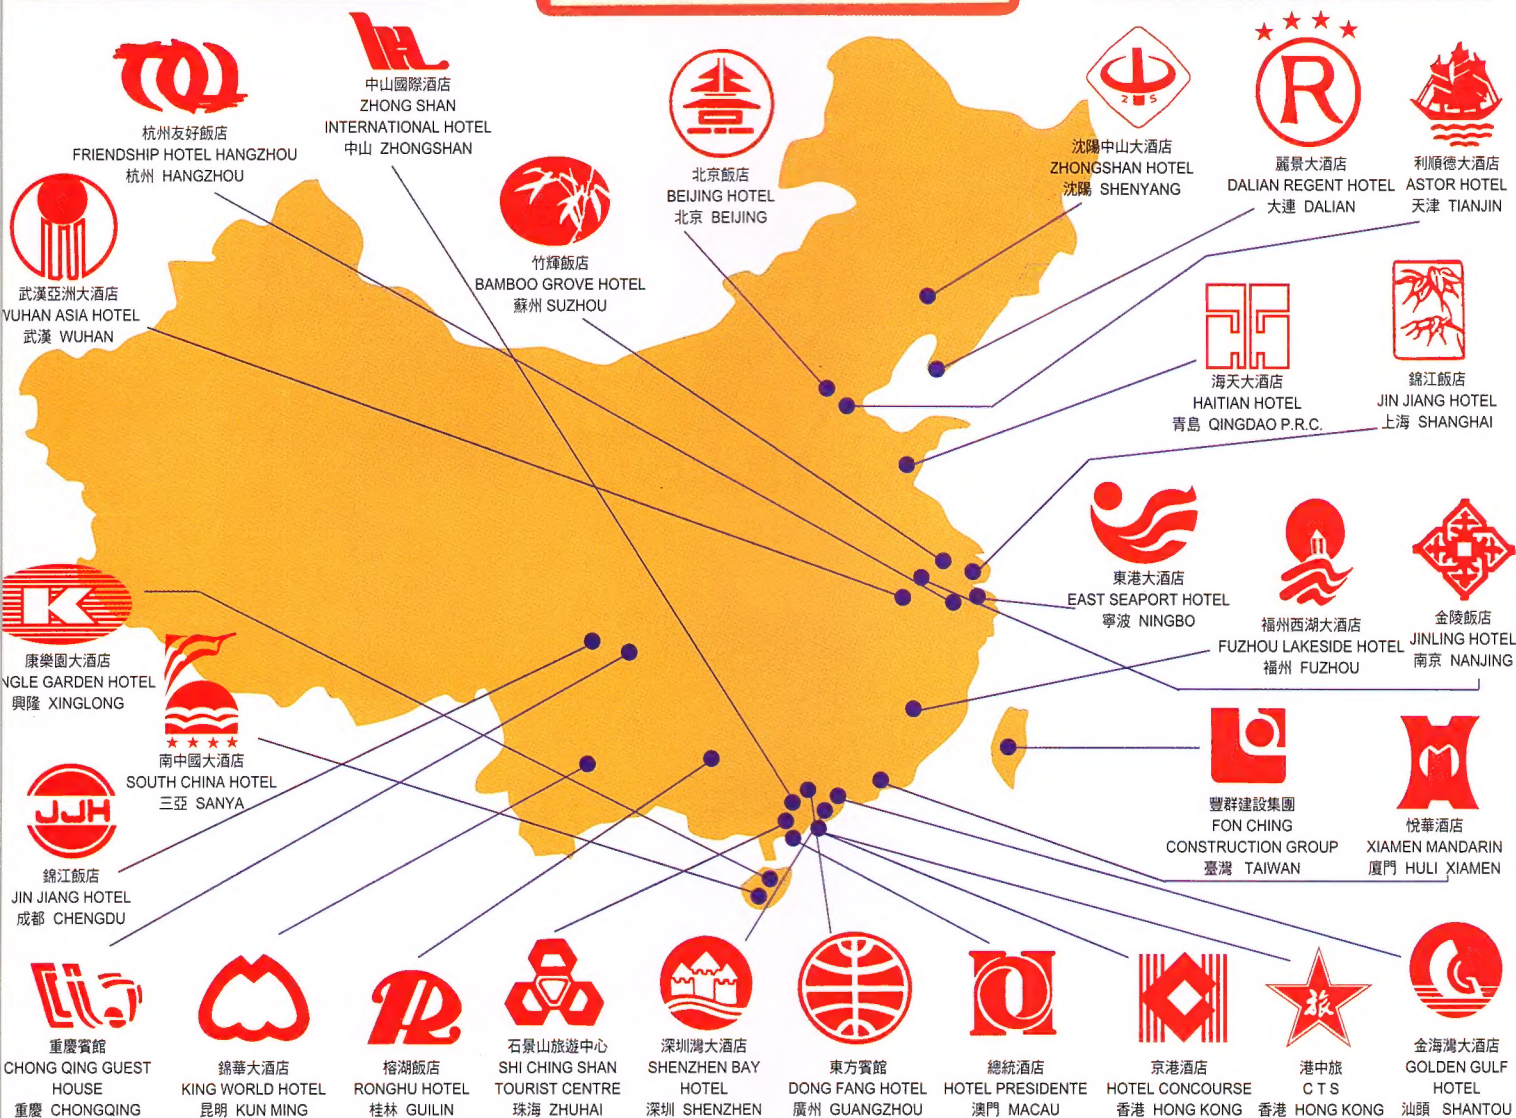 杭州友好飯店
FRIENDSHIP HOTEL HANGZHOU
杭州 HANGZHOU
中山國際酒店
ZHONG SHAN
INTERNATIONAL HOTEL
中山 ZHONGSHAN
北京飯店
BEIJING HOTEL
北京 BEIJING
2 S
沈陽中山大酒店
ZHONGSHAN HOTEL
沈陽 SHENYANG
R
麗景大酒店
DALIAN REGENT HOTEL
大連 DALIAN
利順德大酒店
ASTOR HOTEL
天津 TIANJIN
武漢亞洲大酒店
WUHAN ASIA HOTEL
武漢 WUHAN
竹輝飯店
BAMBOO GROVE HOTEL
蘇州 SUZHOU
海天大酒店
HAITIAN HOTEL
青島 QINGDAO P.R.C.
錦江飯店
JIN JIANG HOTEL
上海 SHANGHAI
東港大酒店
EAST SEAPORT HOTEL
寧波 NINGBO
福州西湖大酒店
FUZHOU LAKESIDE HOTEL
福州 FUZHOU
金陵飯店
JINLING HOTEL
南京 NANJING
K
康樂園大酒店
NGLE GARDEN HOTEL
興隆 XINGLONG
南中國大酒店
SOUTH CHINA HOTEL
三亞 SANYA
豐群建設集團
FON CHING
CONSTRUCTION GROUP
臺灣 TAIWAN
悅華酒店
XIAMEN MANDARIN
廈門 HULI XIAMEN
JJH
錦江飯店
JIN JIANG HOTEL
成都 CHENGDU
重慶賓館
CHONG QING GUEST
HOUSE
重慶 CHONGQING
錦華大酒店
KING WORLD HOTEL
昆明 KUN MING
榕湖飯店
RONGHU HOTEL
桂林 GUILIN
石景山旅遊中心
SHI CHING SHAN
TOURIST CENTRE
珠海 ZHUHAI
深圳灣大酒店
SHENZHEN BAY
HOTEL
深圳 SHENZHEN
東方賓館
DONG FANG HOTEL
廣州 GUANGZHOU
總統酒店
HOTEL PRESIDENTE
澳門 MACAU
京港酒店
HOTEL CONCOURSE
香港 HONG KONG
旅
港中旅
C T S
香港 HONG KONG
金海灣大酒店
GOLDEN GULF
HOTEL
汕頭 SHANTOU